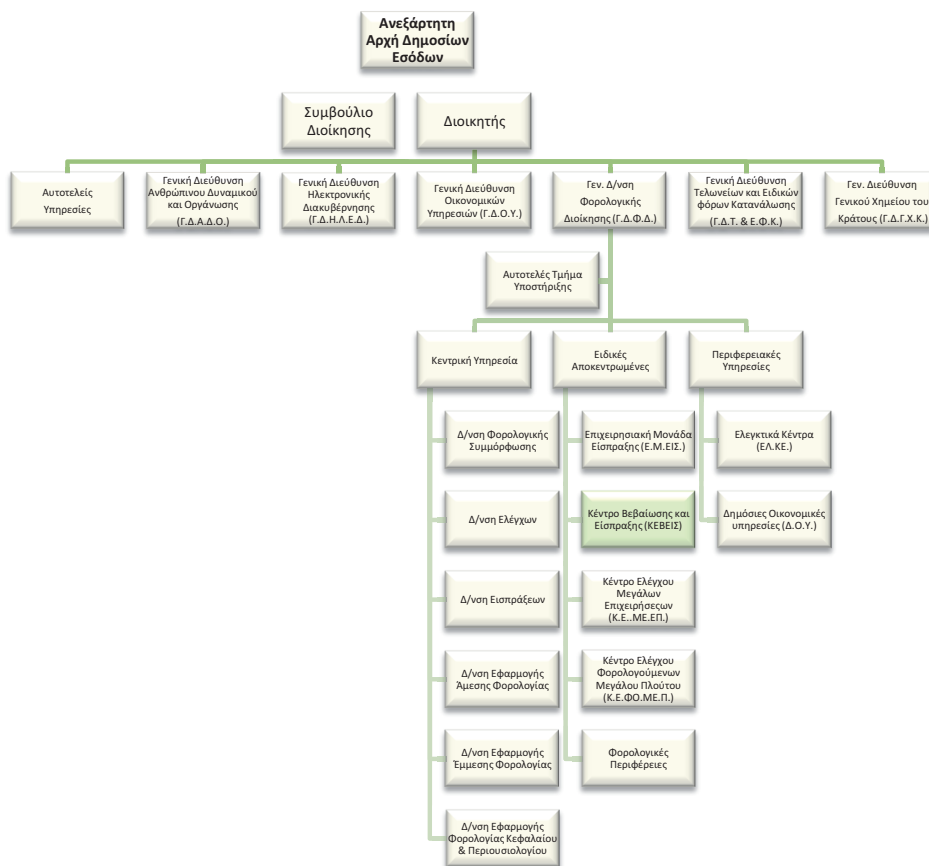 Ανεξάρτητη
Αρχή Δημοσίων
Εσόδων
Συμβούλιο
Διοίκησης
Διοικητής
Αυτοτελείς
Υπηρεσίες
Γενική Διεύθυνση
Ανθρώπινου Δυναμικού
και Οργάνωσης
(Γ.Δ.Α.Δ.Ο.)
Γενική Διεύθυνση
Ηλεκτρονικής
Διακυβέρνησης
(Γ.Δ.Η.Λ.Ε.Δ.)
Γενική Διεύθυνση
Οικονομικών
Υπηρεσιών (Γ.Δ.Ο.Υ.)
Γεν. Δ/νση
Φορολογικής
Διοίκησης (Γ.Δ.Φ.Δ.)
Γενική Διεύθυνση
Τελωνείων και Ειδικών
φόρων Κατανάλωσης
(Γ.Δ.Τ. & Ε.Φ.Κ.)
Γεν. Διεύθυνση
Γενικού Χημείου του
Κράτους (Γ.Δ.Γ.Χ.Κ.)
Αυτοτελές Τμήμα
Υποστήριξης
Κεντρική Υπηρεσία
Ειδικές
Αποκεντρωμένες
Περιφερειακές
Υπηρεσίες
Δ/νση Φορολογικής
Συμμόρφωσης
Δ/νση Ελέγχων
Δ/νση Εισπράξεων
Δ/νση Εφαρμογής
Άμεσης Φορολογίας
Δ/νση Εφαρμογής
Έμμεσης Φορολογίας
Δ/νση Εφαρμογής
Φορολογίας Κεφαλαίου
& Περιουσιολογίου
Επιχειρησιακή Μονάδα
Είσπραξης (Ε.Μ.ΕΙΣ.)
Κέντρο Βεβαίωσης και
Είσπραξης (ΚΕΒΕΙΣ)
Κέντρο Ελέγχου
Μεγάλων
Επιχειρήσεςων
(Κ.Ε..ΜΕ.ΕΠ.)
Κέντρο Ελέγχου
Φορολογούμενων
Μεγάλου Πλούτου
(Κ.Ε.ΦΟ.ΜΕ.Π.)
Φορολογικές
Περιφέρειες
Ελεγκτικά Κέντρα
(ΕΛ.ΚΕ.)
Δημόσιες Οικονομικές
υπηρεσίες (Δ.Ο.Υ.)